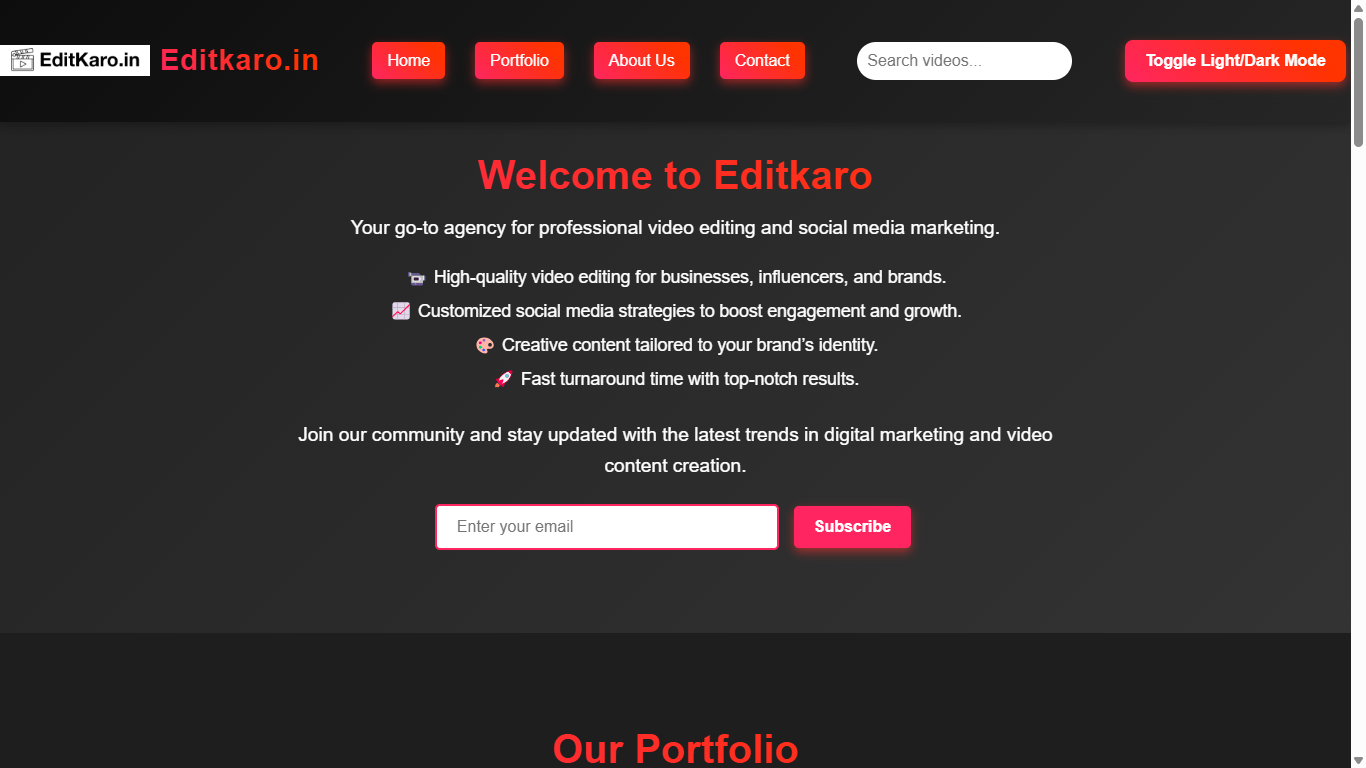 EditKaro.in
Editkaro.in
Home
Portfolio
About Us
Contact
Search videos...
Toggle Light/Dark Mode
Welcome to Editkaro
Your go-to agency for professional video editing and social media marketing.
High-quality video editing for businesses, influencers, and brands.
Customized social media strategies to boost engagement and growth.
Creative content tailored to your brand’s identity.
Fast turnaround time with top-notch results.
Join our community and stay updated with the latest trends in digital marketing and video
content creation.
Enter your email
Subscribe
Our Portfolio